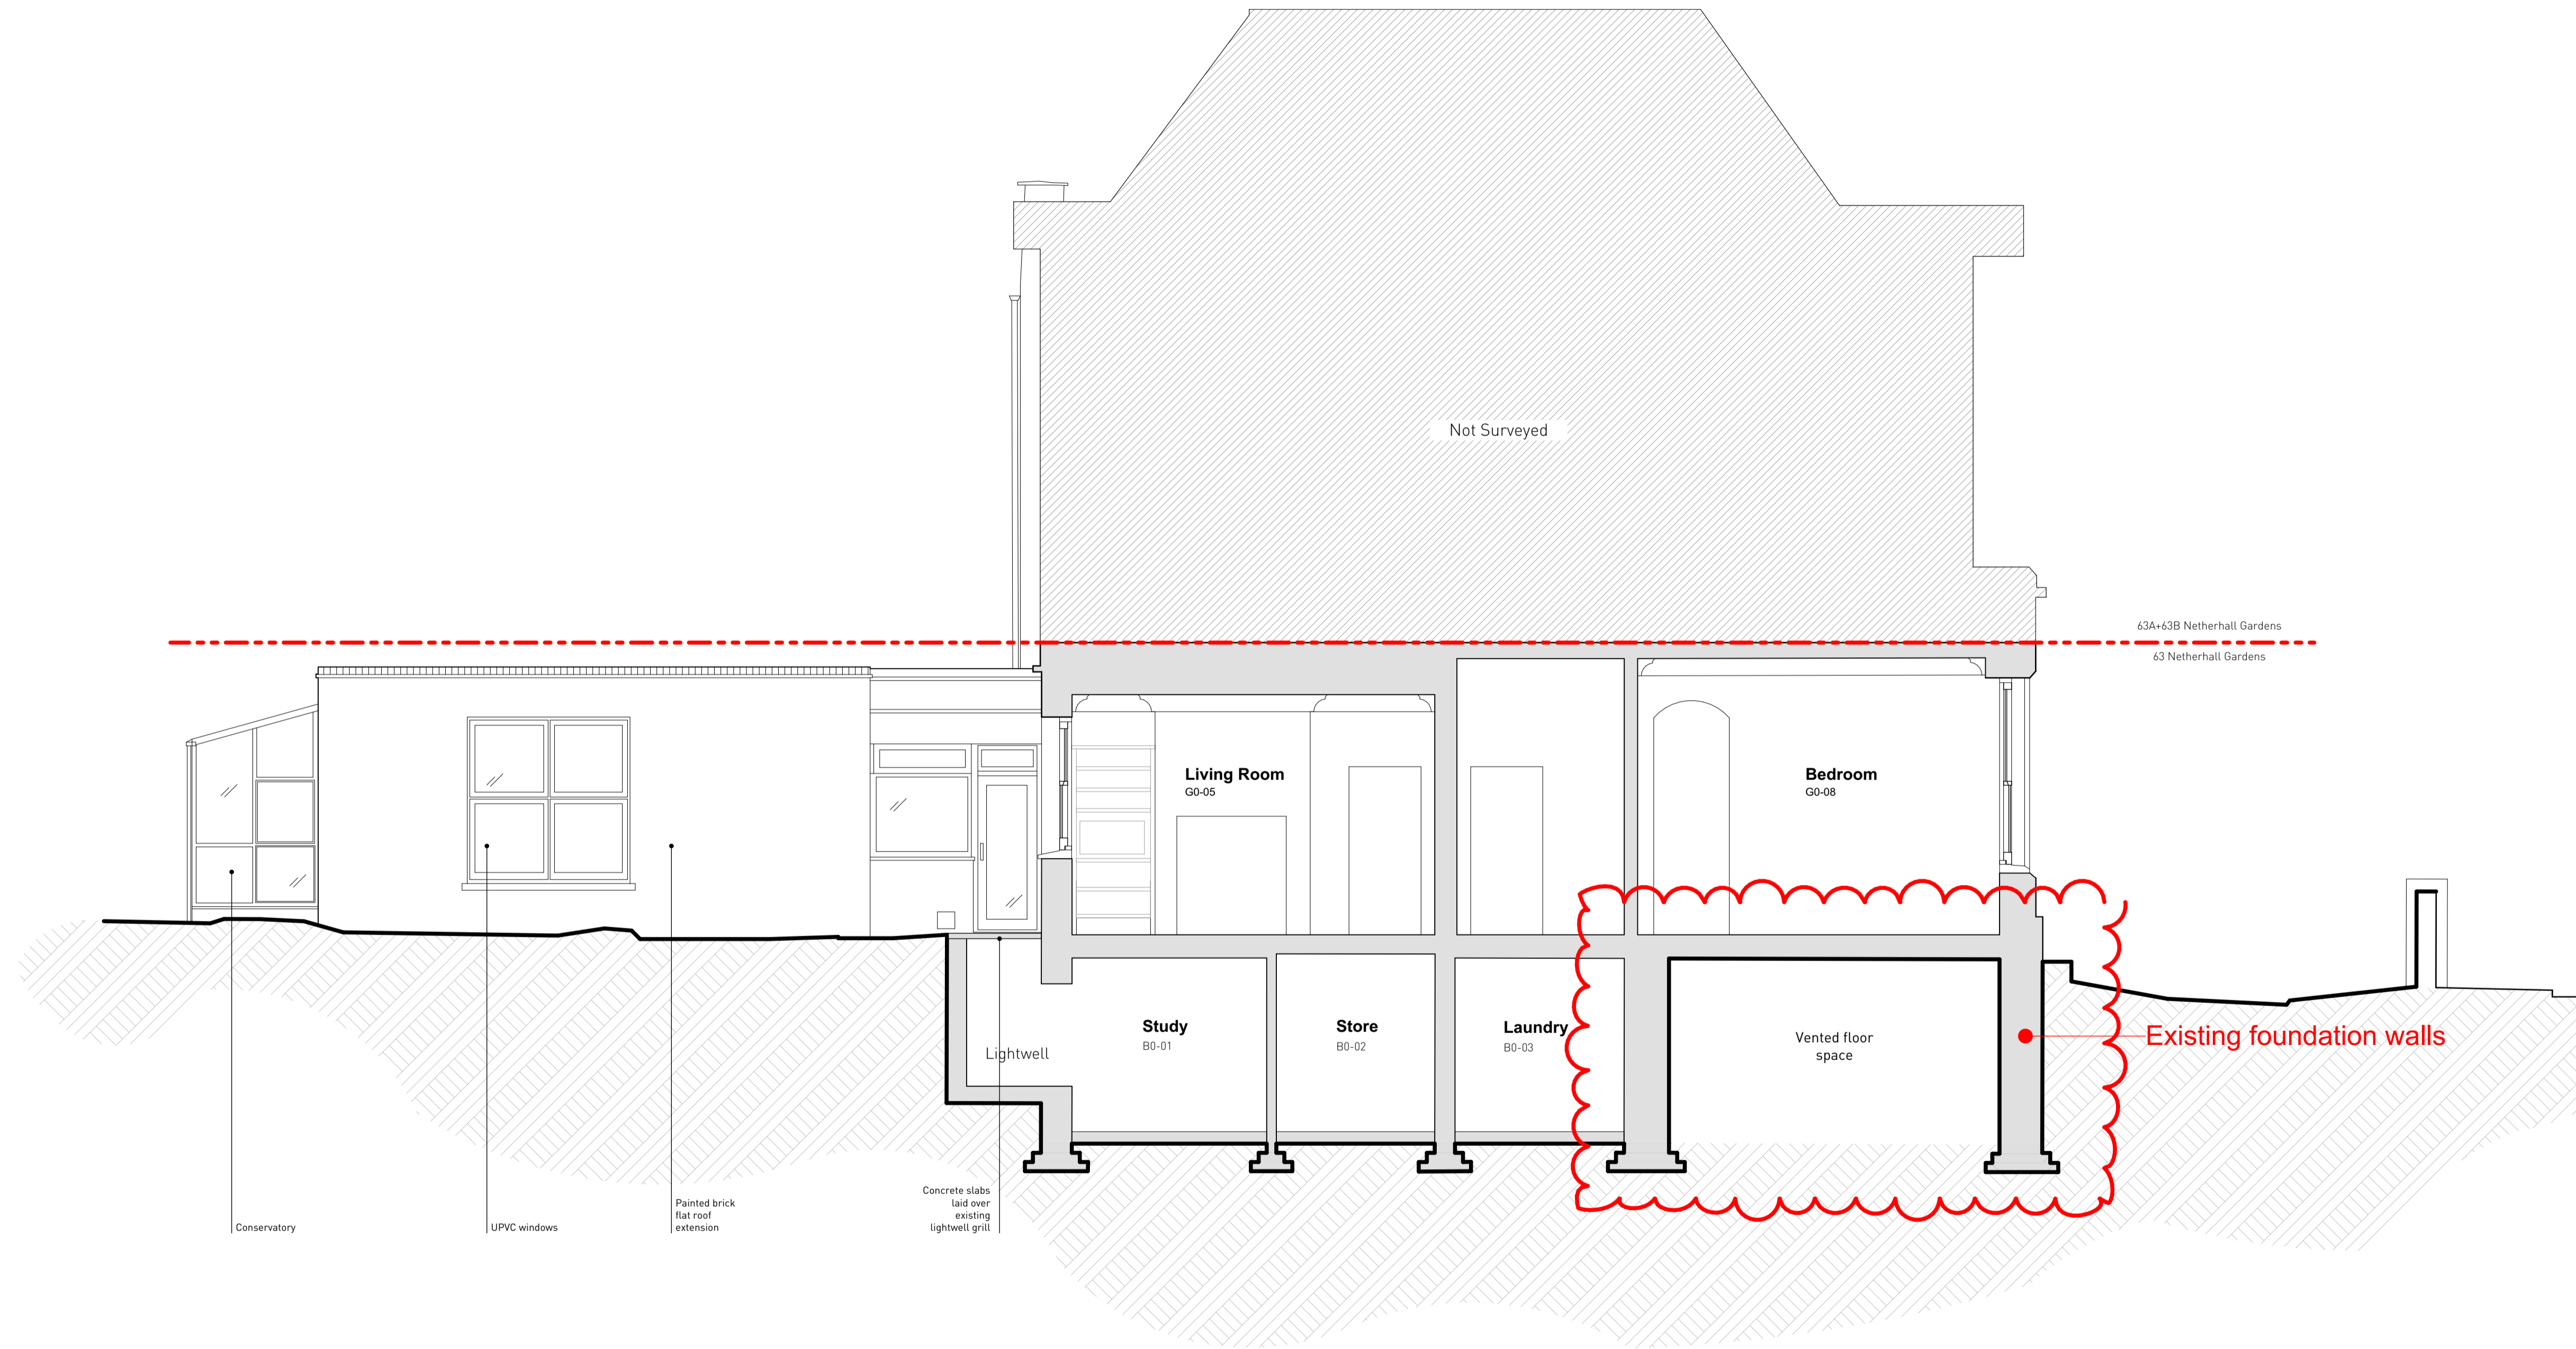 Not Surveyed
63A+63B Netherhall Gardens
63 Netherhall Gardens
Living Room
G0-05
Bedroom
G0-08
Study
B0-01
Store
B0-02
Laundry
B0-03
Lightwell
Vented floor
space
Existing foundation walls
Conservatory
UPVC windows
Painted brick
flat roof
extension
Concrete slabs
laid over
existing
lightwell grill